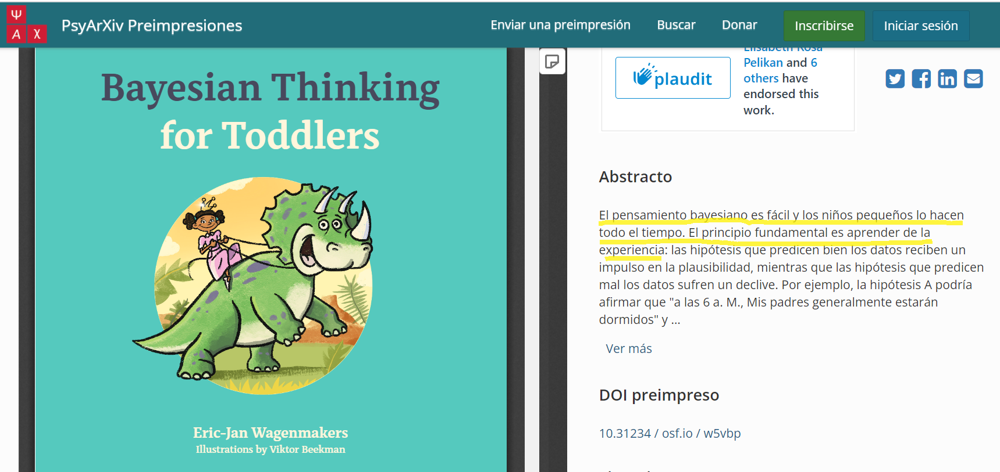 Ψ
Α Χ
PsyArXiv Preimpresiones
Enviar una preimpresión
Buscar
Donar
Inscribirse
Iniciar sesión
Bayesian Thinking
for Toddlers
Eric-Jan Wagenmakers
Illustrations by Viktor Beekman
plaudit
Elisabeth Rosa
Pelikan and 6
others have
endorsed this
work.
Abstracto
El pensamiento bayesiano es fácil y los niños pequeños lo hacen
todo el tiempo. El principio fundamental es aprender de la
experiencia: las hipótesis que predicen bien los datos reciben un
impulso en la plausibilidad, mientras que las hipótesis que predicen
mal los datos sufren un declive. Por ejemplo, la hipótesis A podría
afirmar que "a las 6 a. M., Mis padres generalmente estarán
dormidos" y ...
Ver más
DOI preimpreso
10.31234 / osf.io / w5vbp